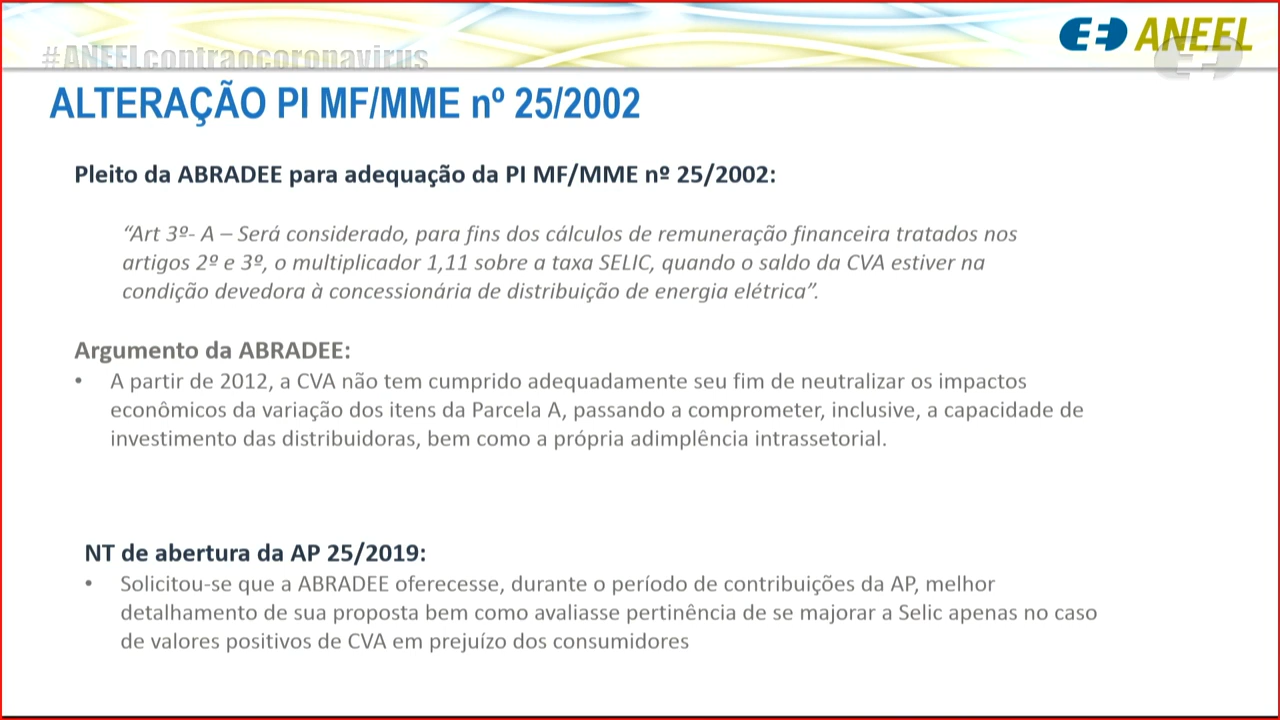 #ANEELcontraocoronavirus
ANEEL
ALTERAÇÃO PI MF/MME nº 25/2002
Pleito da ABRADEE para adequação da PI MF/MME nº 25/2002:
“Art 3º- A – Será considerado, para fins dos cálculos de remuneração financeira tratados nos
artigos 2º e 3º, o multiplicador 1,11 sobre a taxa SELIC, quando o saldo da CVA estiver na
condição devedora à concessionária de distribuição de energia elétrica”.
Argumento da ABRADEE:
• A partir de 2012, a CVA não tem cumprido adequadamente seu fim de neutralizar os impactos
econômicos da variação dos itens da Parcela A, passando a comprometer, inclusive, a capacidade de
investimento das distribuidoras, bem como a própria adimplência intrassetorial.
NT de abertura da AP 25/2019:
• Solicitou-se que a ABRADEE oferecesse, durante o período de contribuições da AP, melhor
detalhamento de sua proposta bem como avaliasse pertinência de se majorar a Selic apenas no caso
de valores positivos de CVA em prejuízo dos consumidores